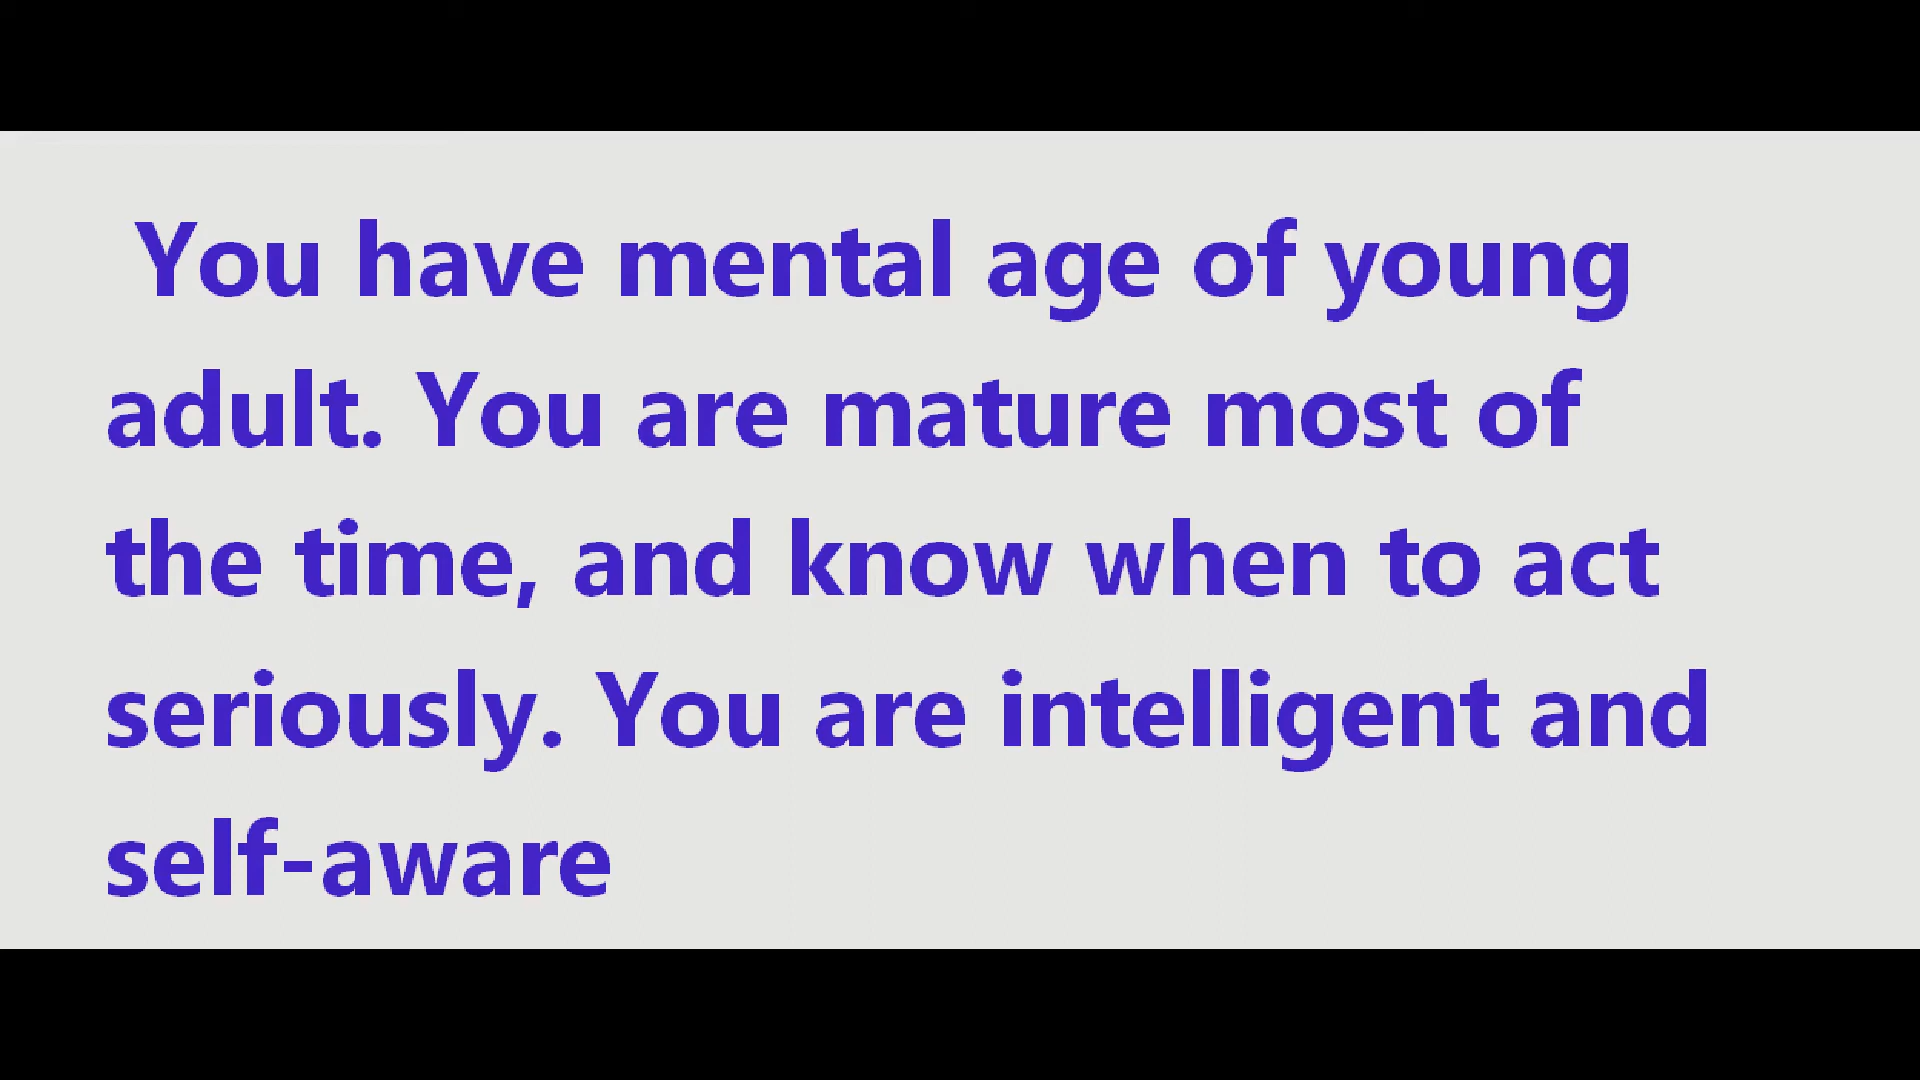 You have mental age of young
adult. You are mature most of
the time, and know when to act
seriously. You are intelligent and
self-aware